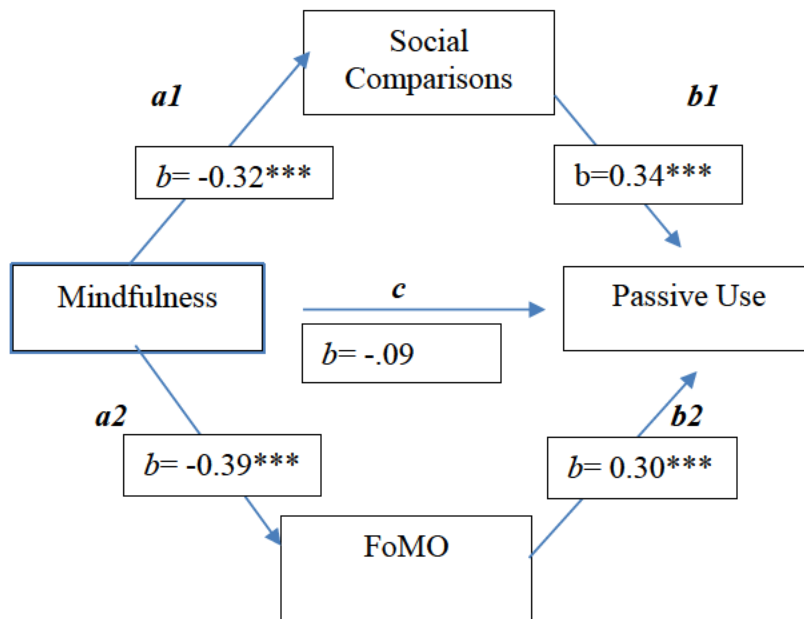 Social
Comparisons
a1
b1
b= -0.32***
b=0.34***
Mindfulness
c
Passive Use
b= -.09
a2
b2
b= -0.39***
b= 0.30***
FoMO